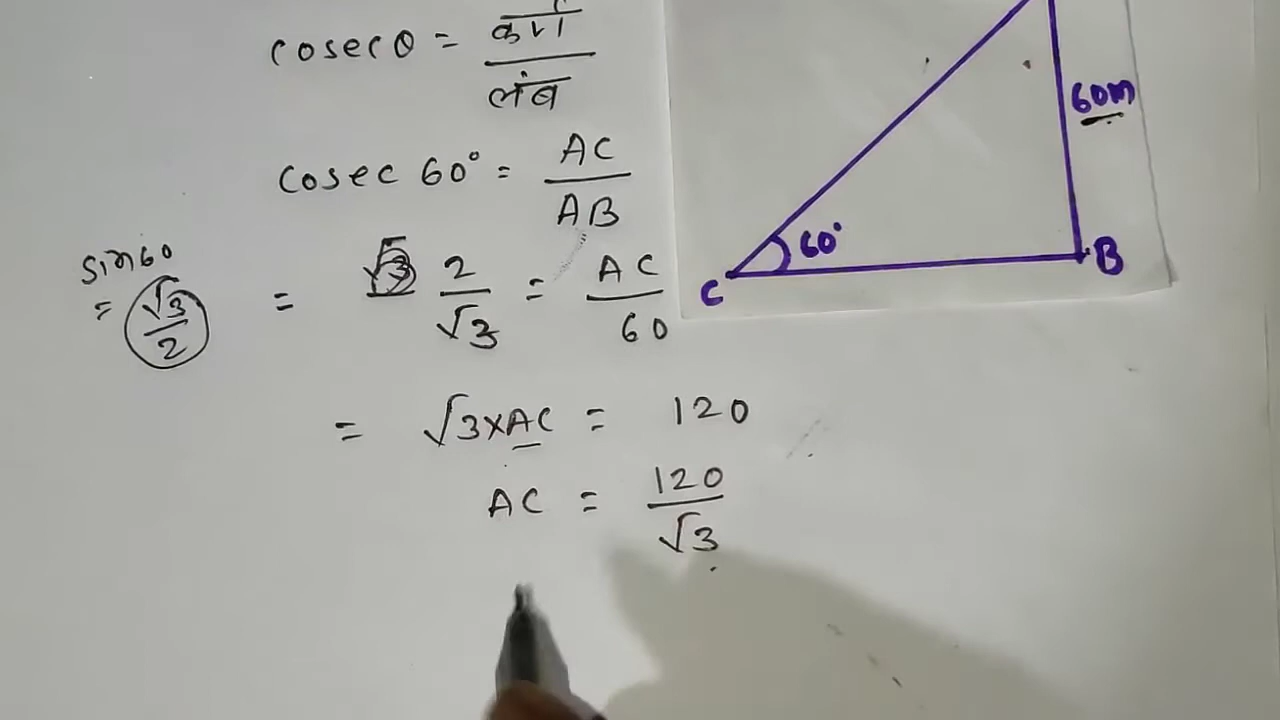 cosec θ = कर्ण / लंब
cosec 60° = AC / AB
sin 60 = √3 / 2
= 2 / √3 = AC / 60
= √3 × AC = 120
AC = 120 / √3
60m
60°
C
B